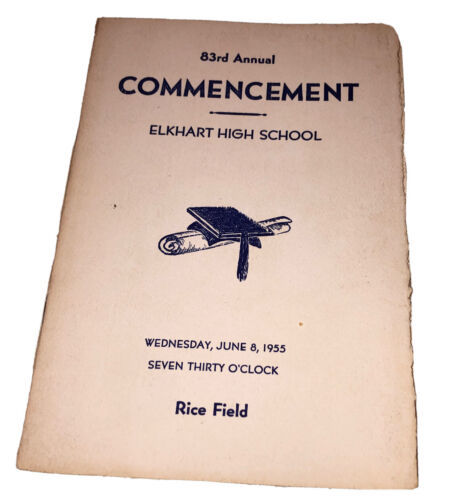 83rd Annual
COMMENCEMENT
ELKHART HIGH SCHOOL
WEDNESDAY, JUNE 8, 1955
SEVEN THIRTY O'CLOCK
Rice Field